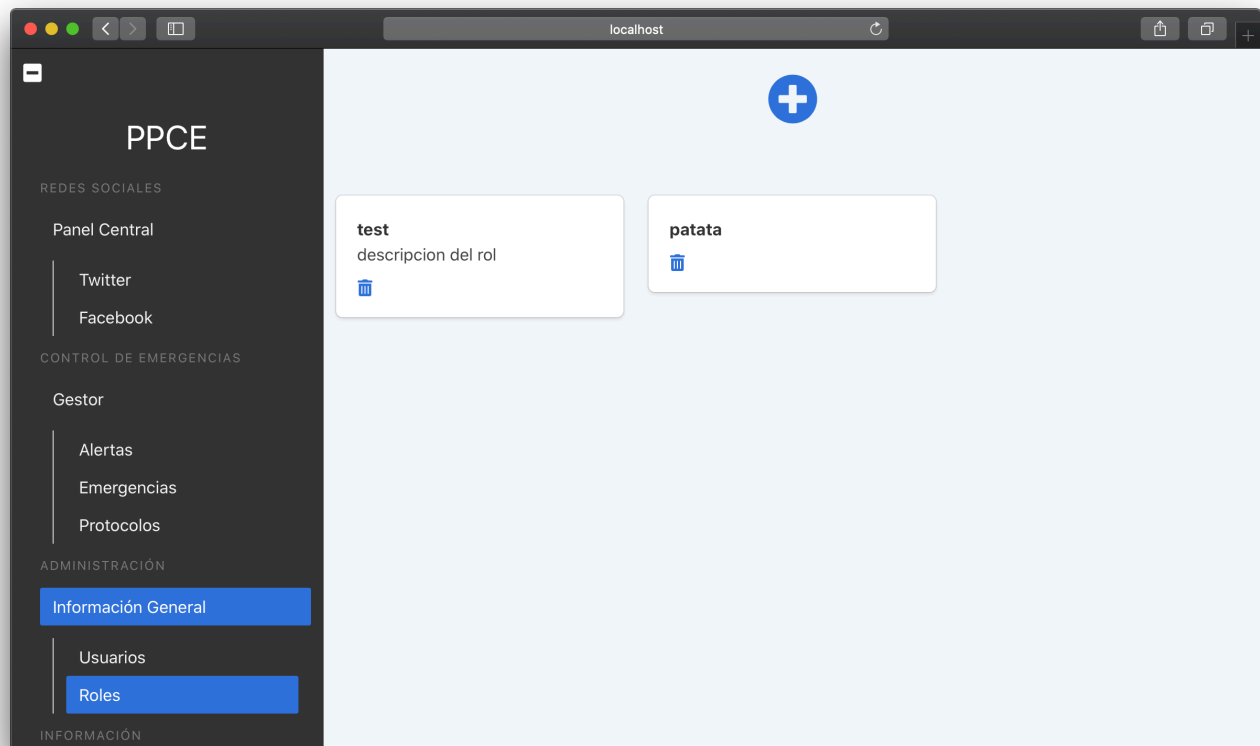 localhost
PPCE
REDES SOCIALES
Panel Central
Twitter
Facebook
CONTROL DE EMERGENCIAS
Gestor
Alertas
Emergencias
Protocolos
ADMINISTRACIÓN
Información General
Usuarios
Roles
INFORMACIÓN
test
descripcion del rol
patata